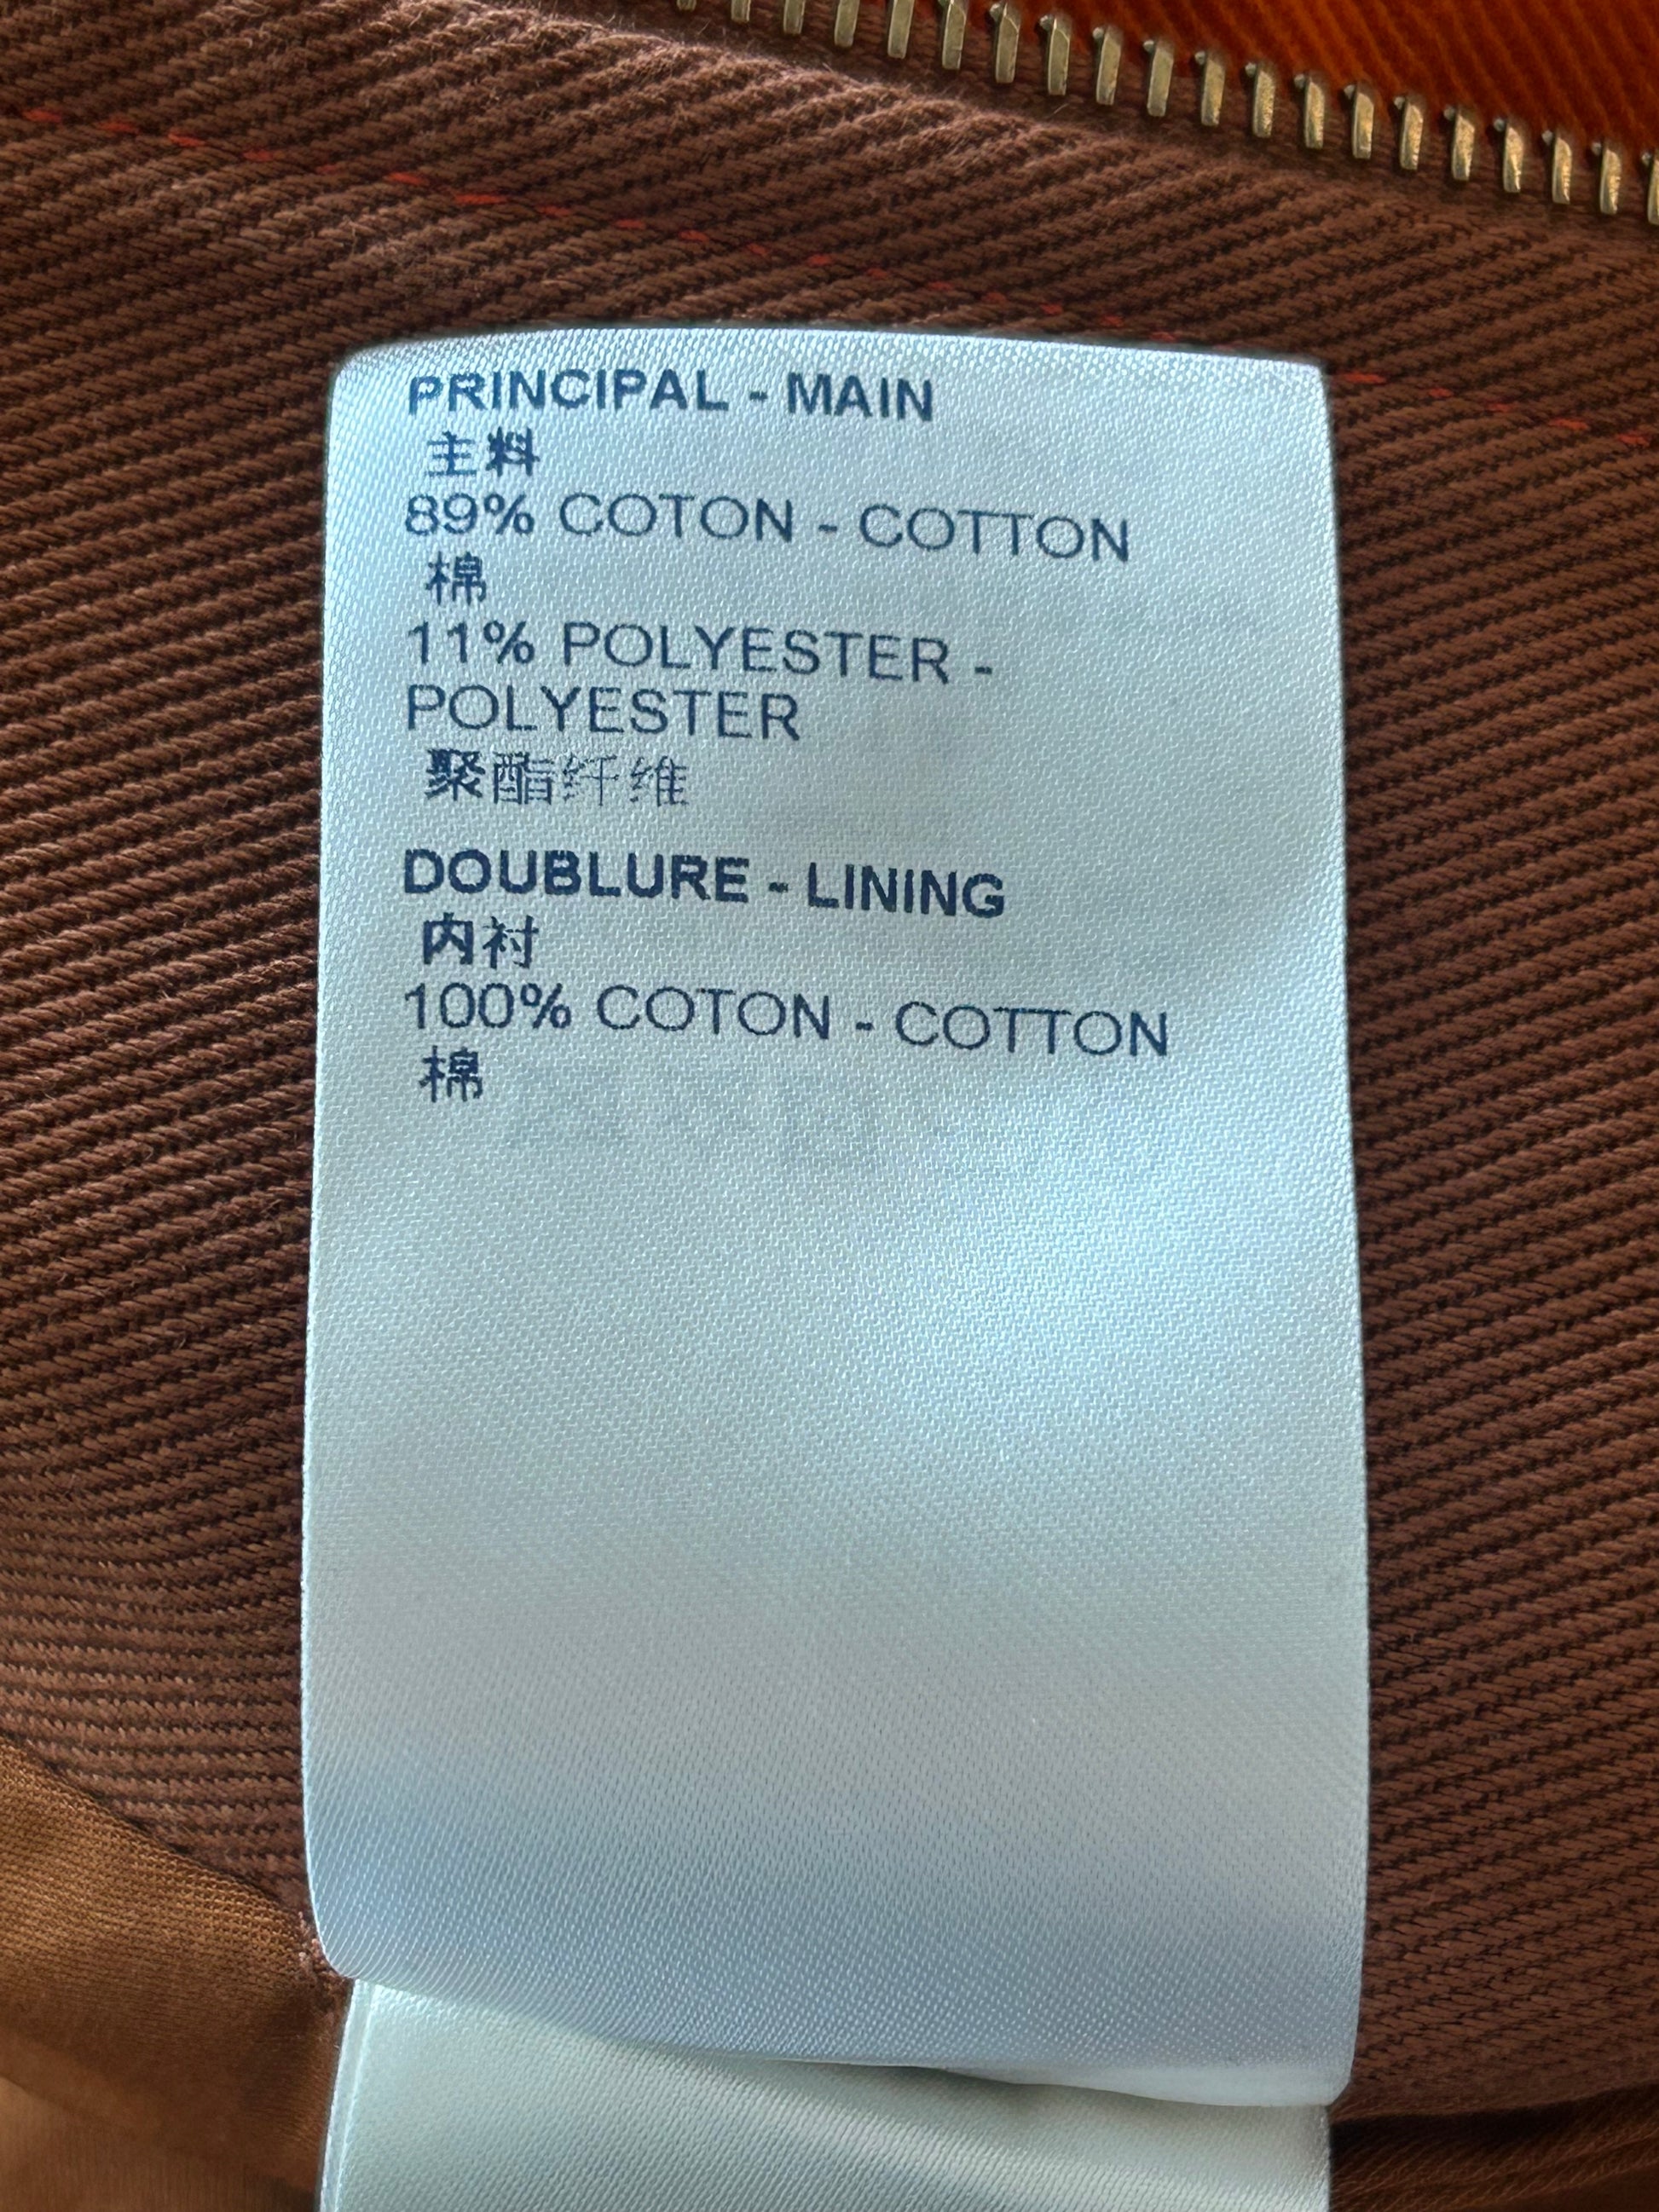 PRINCIPAL - MAIN
主料
89% COTON - COTTON
棉
11% POLYESTER -
POLYESTER
聚酯纤维
DOUBLURE - LINING
内衬
100% COTON - COTTON
棉